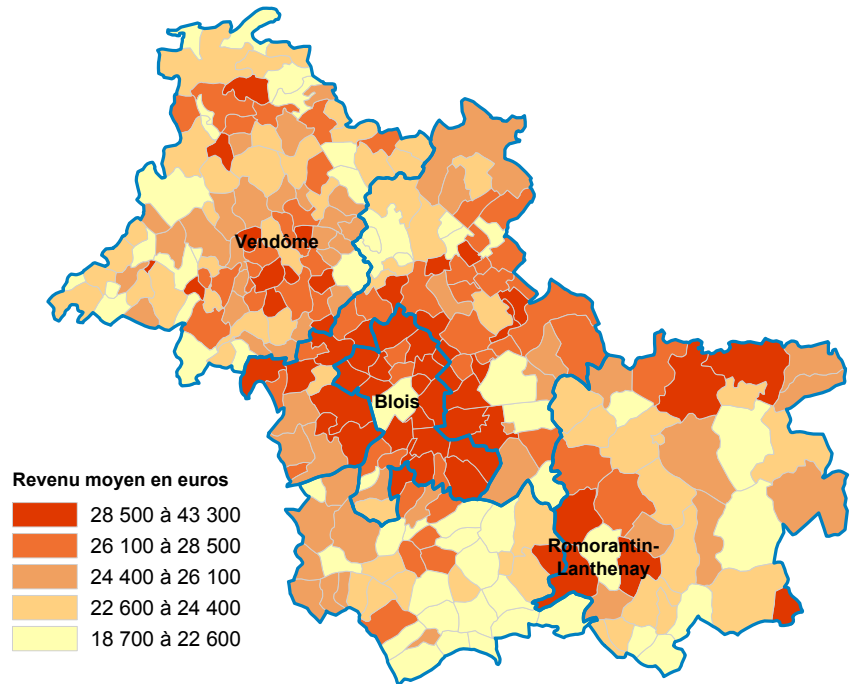 Vendôme
Blois
Romorantin-
Lanthenay
Revenu moyen en euros
28 500 à 43 300
26 100 à 28 500
24 400 à 26 100
22 600 à 24 400
18 700 à 22 600